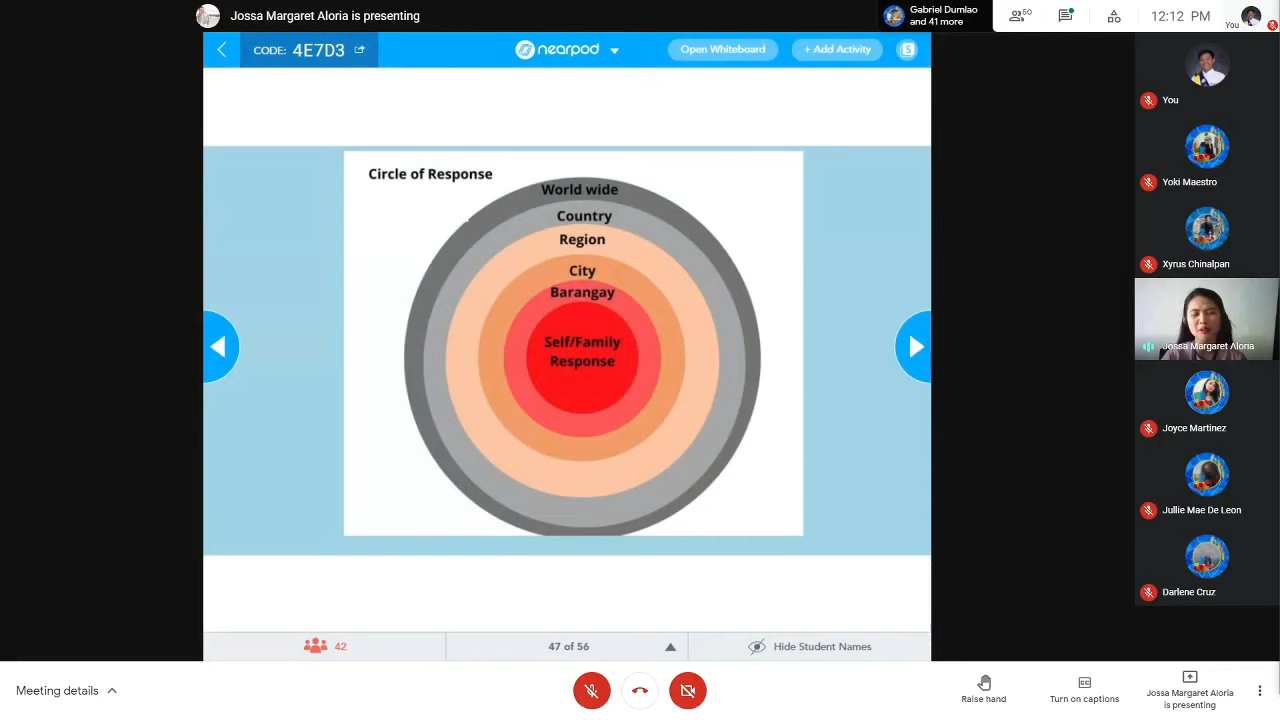 Jossa Margaret Aloria is presenting
Gabriel Dumlao
and 41 more
50
12:12 PM
You
CODE: 4E7D3
nearpod
Open Whiteboard
+ Add Activity
S
Circle of Response
World wide
Country
Region
City
Barangay
Self/Family
Response
You
Yoki Maestro
Xyrus Chinalpan
Jossa Margaret Aloria
Joyce Martinez
Jullie Mae De Leon
Darlene Cruz
42
47 of 56
Hide Student Names
Meeting details
Raise hand
Turn on captions
Jossa Margaret Aloria
is presenting